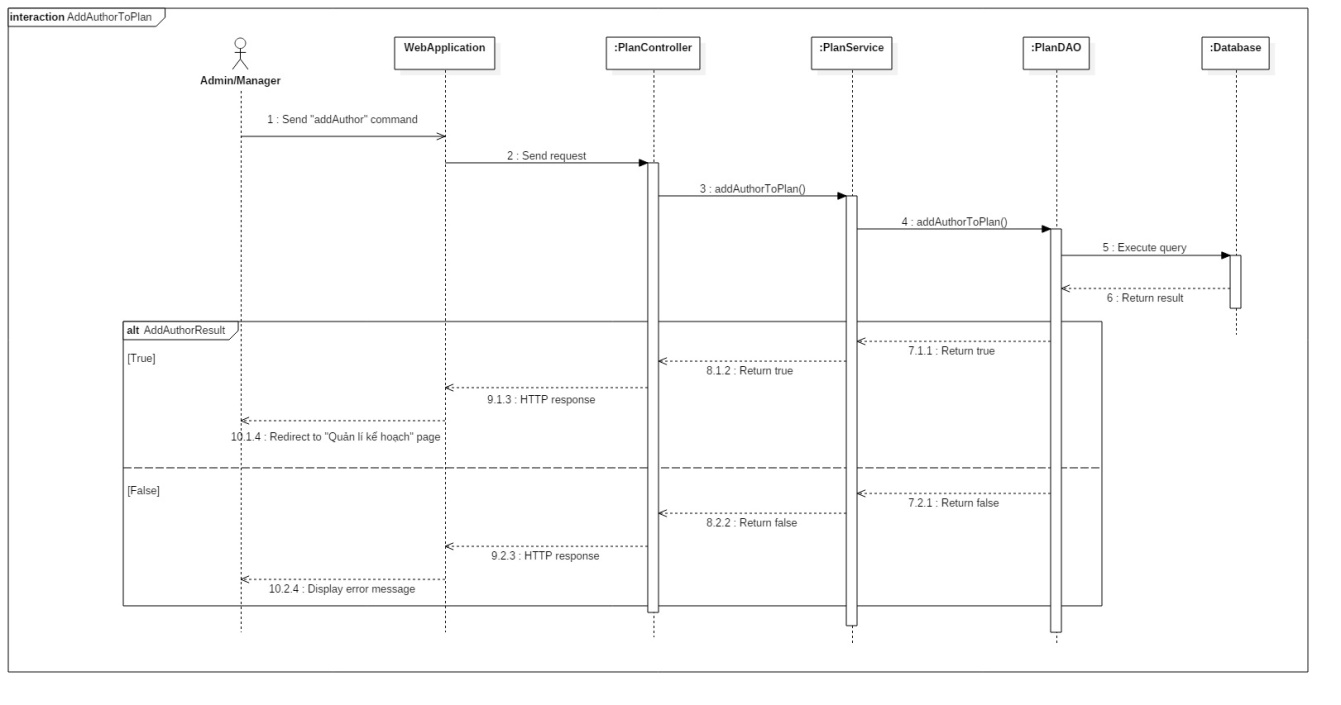 interaction AddAuthorToPlan
Admin/Manager
WebApplication
:PlanController
:PlanService
:PlanDAO
:Database
1 : Send "addAuthor" command
2 : Send request
3 : addAuthorToPlan()
4 : addAuthorToPlan()
5 : Execute query
6 : Return result
alt AddAuthorResult
[True]
7.1.1 : Return true
8.1.2 : Return true
9.1.3 : HTTP response
10.1.4 : Redirect to "Quản lí kế hoạch" page
[False]
7.2.1 : Return false
8.2.2 : Return false
9.2.3 : HTTP response
10.2.4 : Display error message